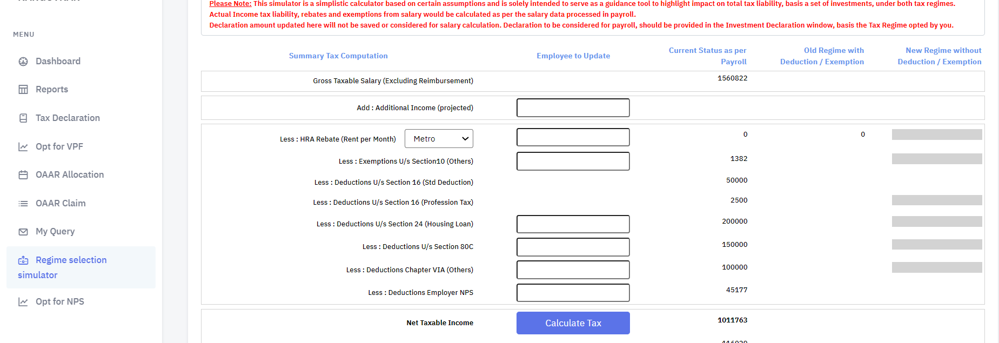 MENU
Dashboard
Reports
Tax Declaration
Opt for VPF
OAAR Allocation
OAAR Claim
My Query
Regime selection
simulator
Opt for NPS
Please Note: This simulator is a simplistic calculator based on certain assumptions and is solely intended to serve as a guidance tool to highlight impact on total tax liability, basis a set of investments, under both tax regimes.
Actual Income tax liability, rebates and exemptions from salary would be calculated as per the salary data processed in payroll.
Declaration amount updated here will not be saved or considered for salary calculation. Declaration to be considered for payroll, should be provided in the Investment Declaration window, basis the Tax Regime opted by you.
Summary Tax Computation Employee to Update Current Status as per Payroll Old Regime with Deduction / Exemption New Regime without Deduction / Exemption
Gross Taxable Salary (Excluding Reimbursement) 1560822
Add : Additional Income (projected)
Less : HRA Rebate (Rent per Month) Metro 0 0
Less : Exemptions U/s Section10 (Others) 1382
Less : Deductions U/s Section 16 (Std Deduction) 50000
Less : Deductions U/s Section 16 (Profession Tax) 2500
Less : Deductions U/s Section 24 (Housing Loan) 200000
Less : Deductions U/s Section 80C 150000
Less : Deductions Chapter VIA (Others) 100000
Less : Deductions Employer NPS 45177
Net Taxable Income Calculate Tax 1011763